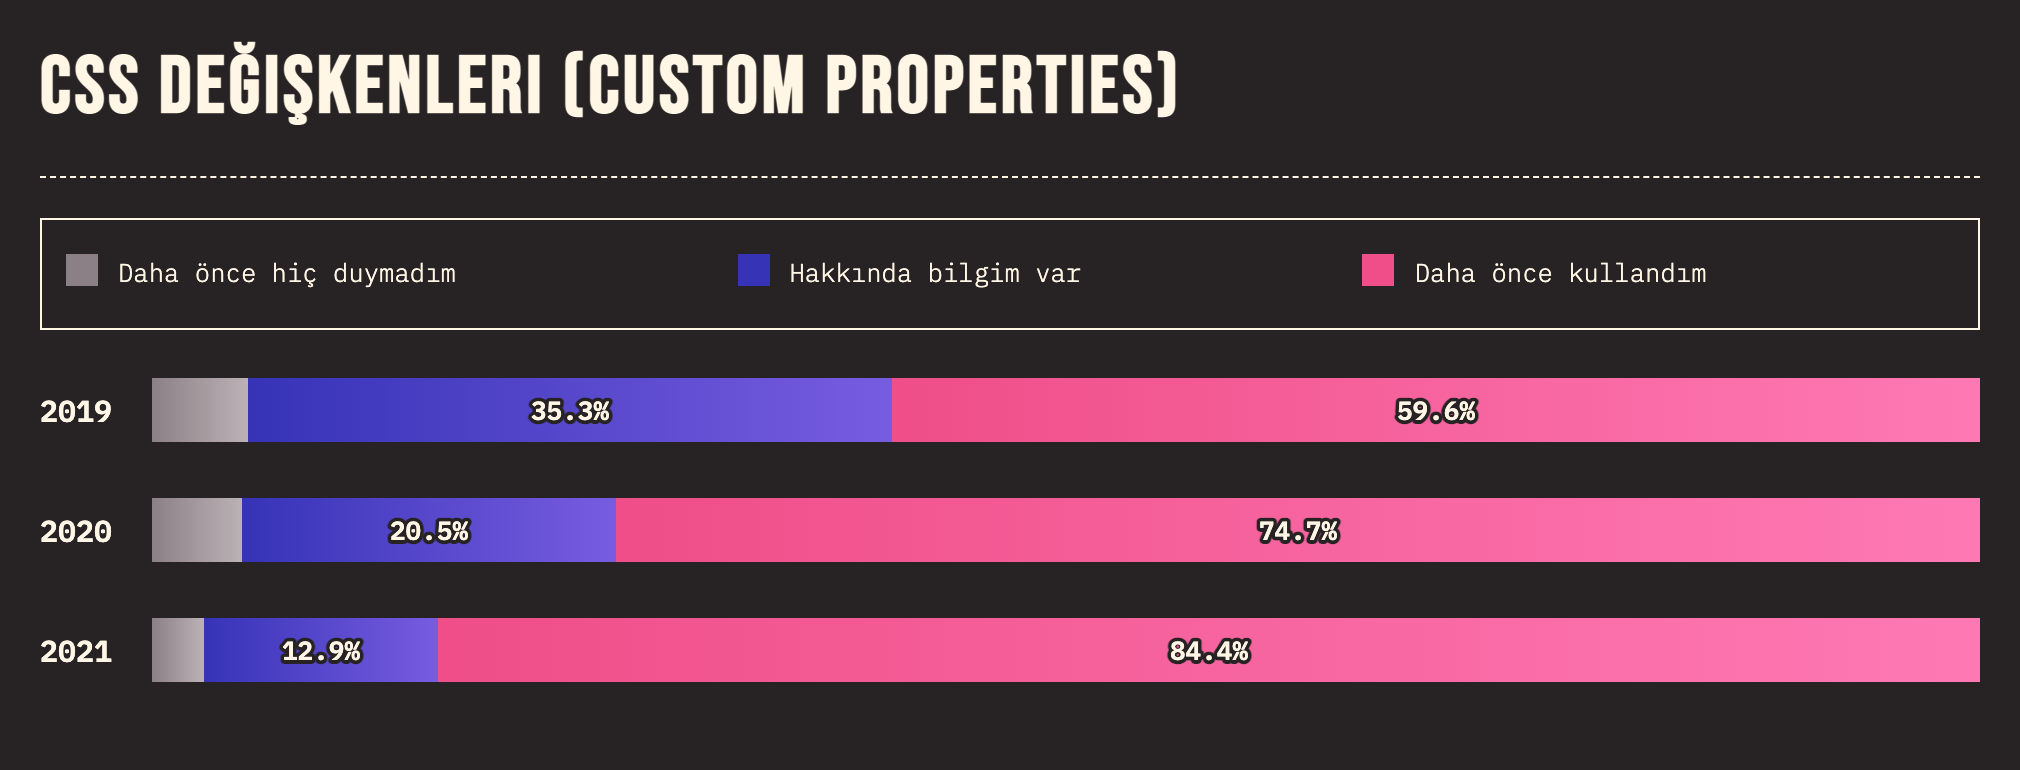 CSS DEĞIŞKENLERI (CUSTOM PROPERTIES)
Daha önce hiç duymadım
Hakkında bilgim var
Daha önce kullandım
2019 35.3% 59.6%
2020 20.5% 74.7%
2021 12.9% 84.4%